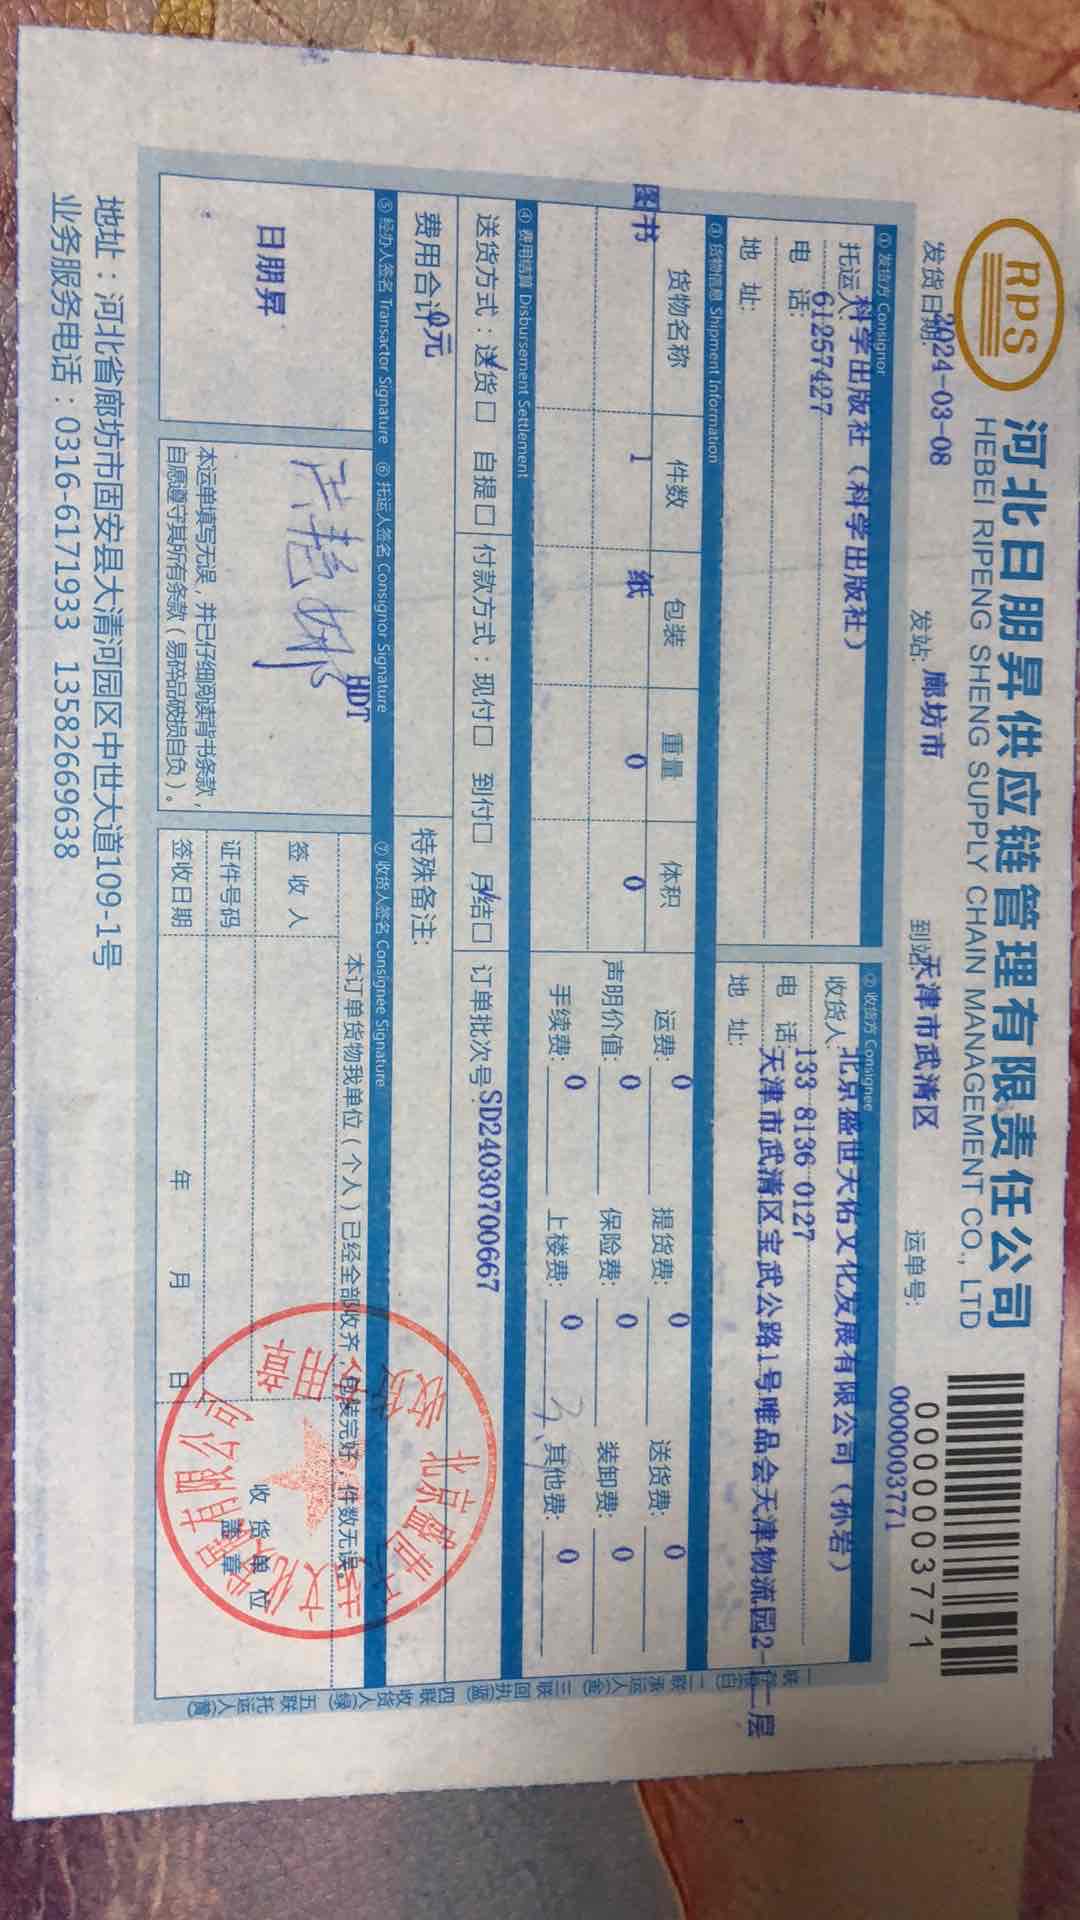 RPS
河北日朋昇供应链管理有限责任公司
HEBEI RIPENG SHENG SUPPLY CHAIN MANAGEMENT CO., LTD
0000003771
0000003771
发货日期: 2024-03-08 发站: 廊坊市 到站: 天津市武清区 运单号:
① 发货方 Consignor
托运人: 科学出版社（科学出版社）
电 话: 61257427
地 址:
② 收货方 Consignee
收货人: 北京盛世天佑文化发展有限公司（孙岩）
电 话: 133 8136 0127
地 址: 天津市武清区宝武公路1号唯品会天津物流园2
二层
③ 货物信息 Shipment Information
货物名称 件数 包装 重量 体积
图书 1 纸 0 0
运费: 0 提货费: 0 送货费: 0
声明价值: 0 保险费: 0 装卸费: 0
手续费: 0 上楼费: 0 其他费: 0
④ 费用结算 Disbursement Settlement
送货方式：送货□ 自提□ 付款方式：现付□ 到付□ 月结□ 订单批次号: SD24030700667
费用合计: 0元 特殊备注:
⑤ 经办人签名 Transactor Signature ⑥ 托运人签名 Consignor Signature ⑦ 收货人签名 Consignee Signature
日朋昇
HDT
本运单填写无误，并已仔细阅读背书条款，
自愿遵守其所有条款（易碎品破损自负）。
本订单货物我单位（个人）已经全部收齐，包装完好，件数无误。
签 收 人
证件号码
签收日期 年 月 日
收 货 单 位
盖 章
地址：河北省廊坊市固安县大清河园区中世大道109-1号
业务服务电话：0316-6171933 13582669638